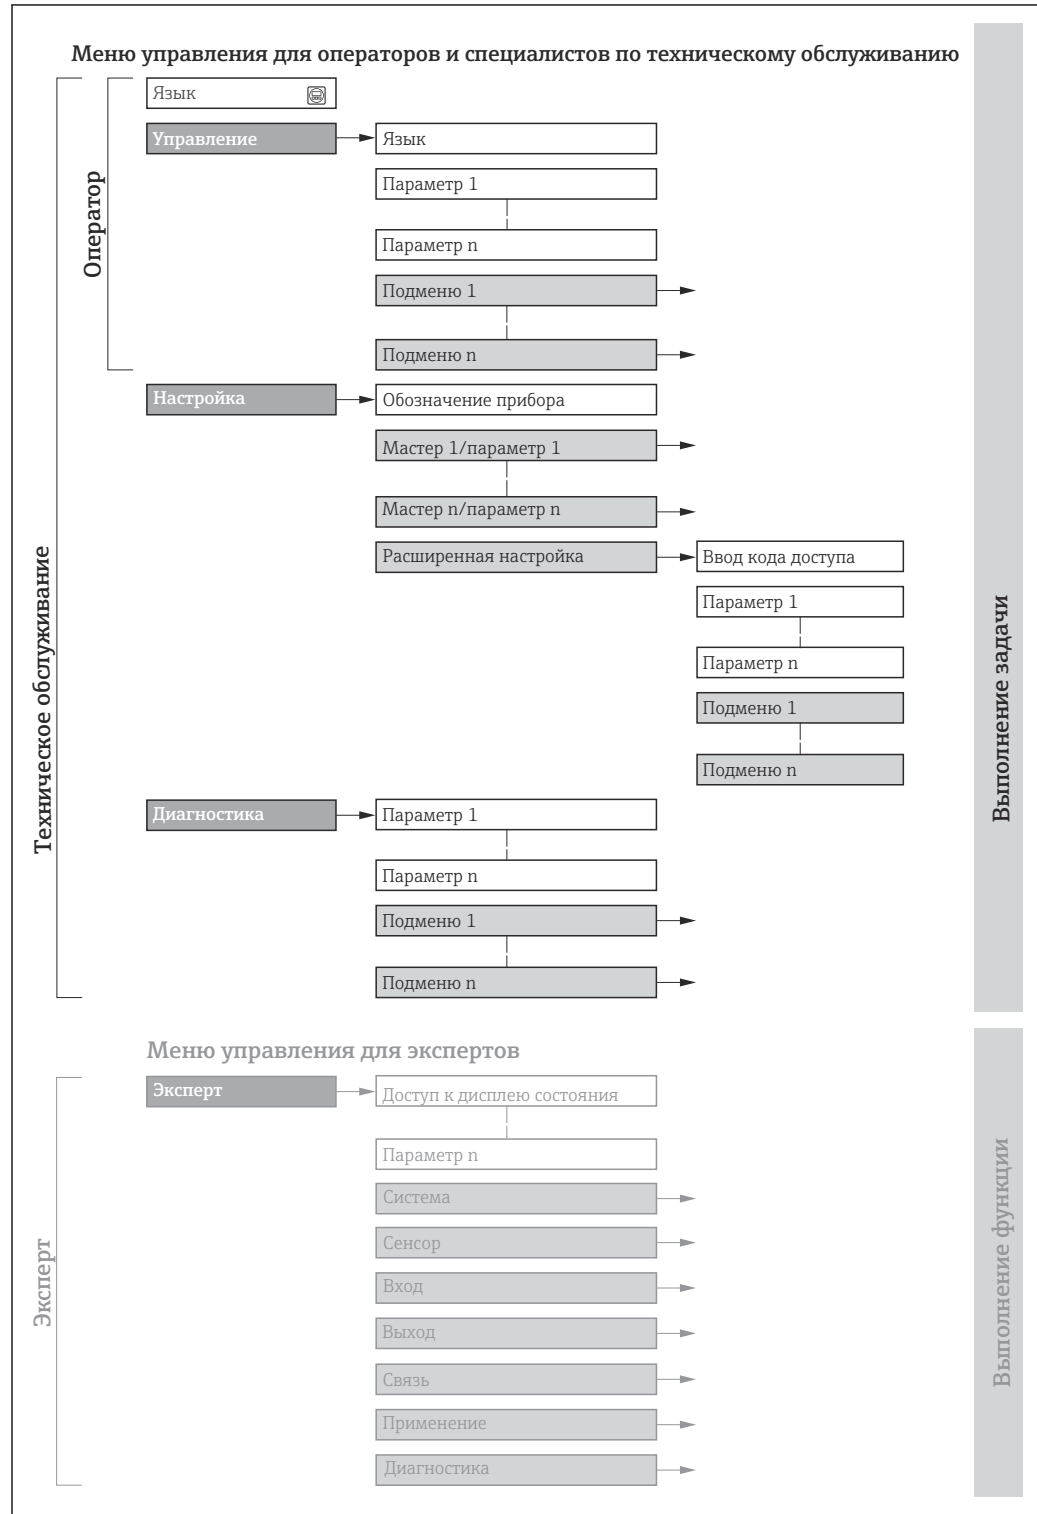 Меню управления для операторов и специалистов по техническому обслуживанию
Язык
Управление
Язык
Параметр 1
Параметр n
Подменю 1
Подменю n
Оператор
Настройка
Обозначение прибора
Мастер 1/параметр 1
Мастер n/параметр n
Расширенная настройка
Ввод кода доступа
Параметр 1
Параметр n
Подменю 1
Подменю n
Диагностика
Параметр 1
Параметр n
Подменю 1
Подменю n
Техническое обслуживание
Выполнение задачи
Меню управления для экспертов
Эксперт
Доступ к дисплею состояния
Параметр n
Система
Сенсор
Вход
Выход
Связь
Применение
Диагностика
Эксперт
Выполнение функции